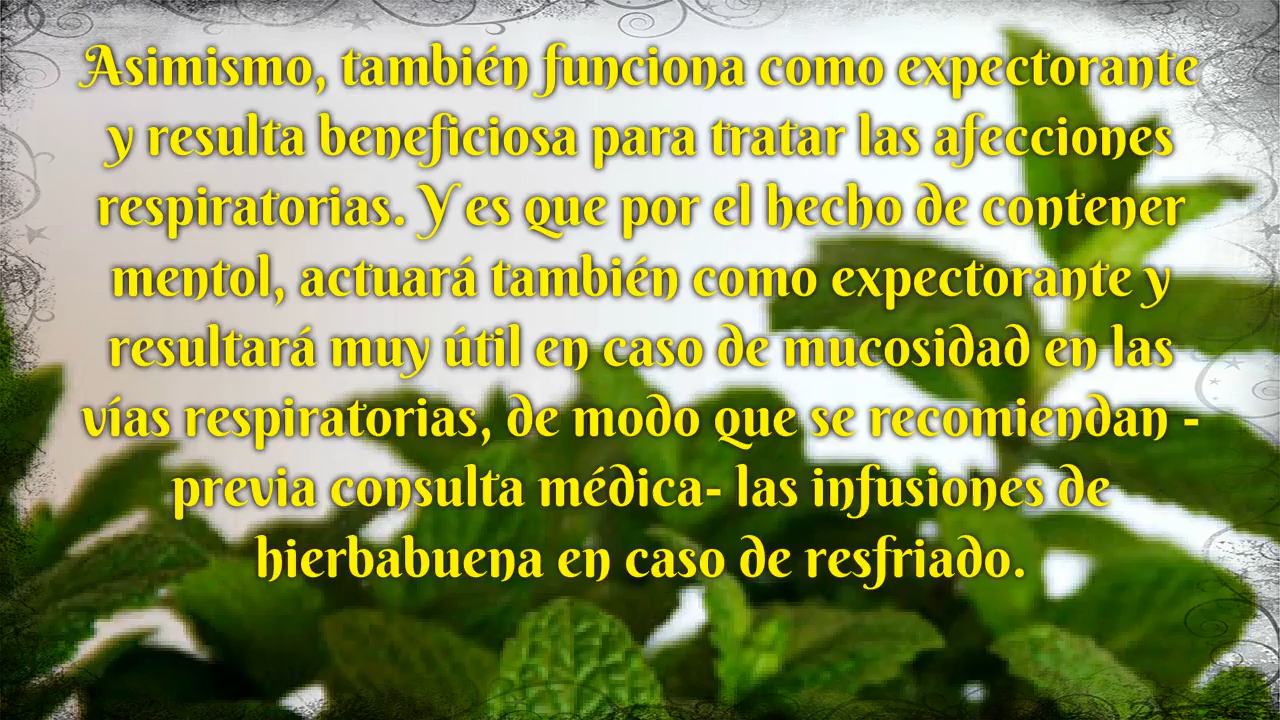 Asimismo, también funciona como expectorante
y resulta beneficiosa para tratar las afecciones
respiratorias. Y es que por el hecho de contener
mentol, actuará también como expectorante y
resultará muy útil en caso de mucosidad en las
vías respiratorias, de modo que se recomiendan -
previa consulta médica- las infusiones de
hierbabuena en caso de resfriado.